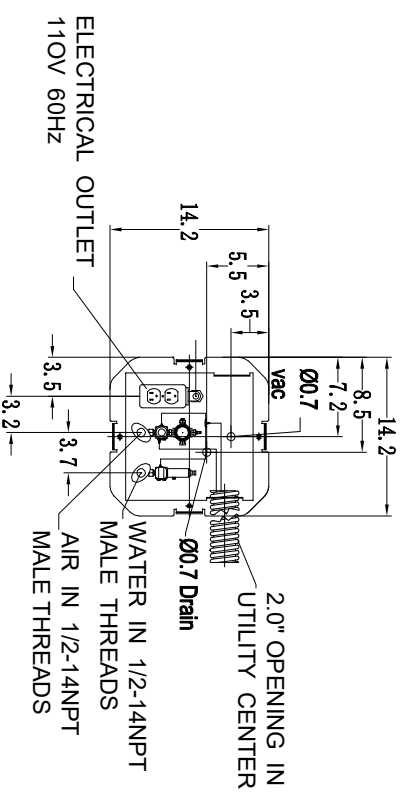 14.2
8.5
7.2
3.5
Ø0.7
vac
14.2
5.5
3.5
3.2
3.7
ELECTRICAL OUTLET
110V 60Hz
2.0" OPENING IN
UTILITY CENTER
Ø0.7 Drain
WATER IN 1/2-14NPT
MALE THREADS
AIR IN 1/2-14NPT
MALE THREADS